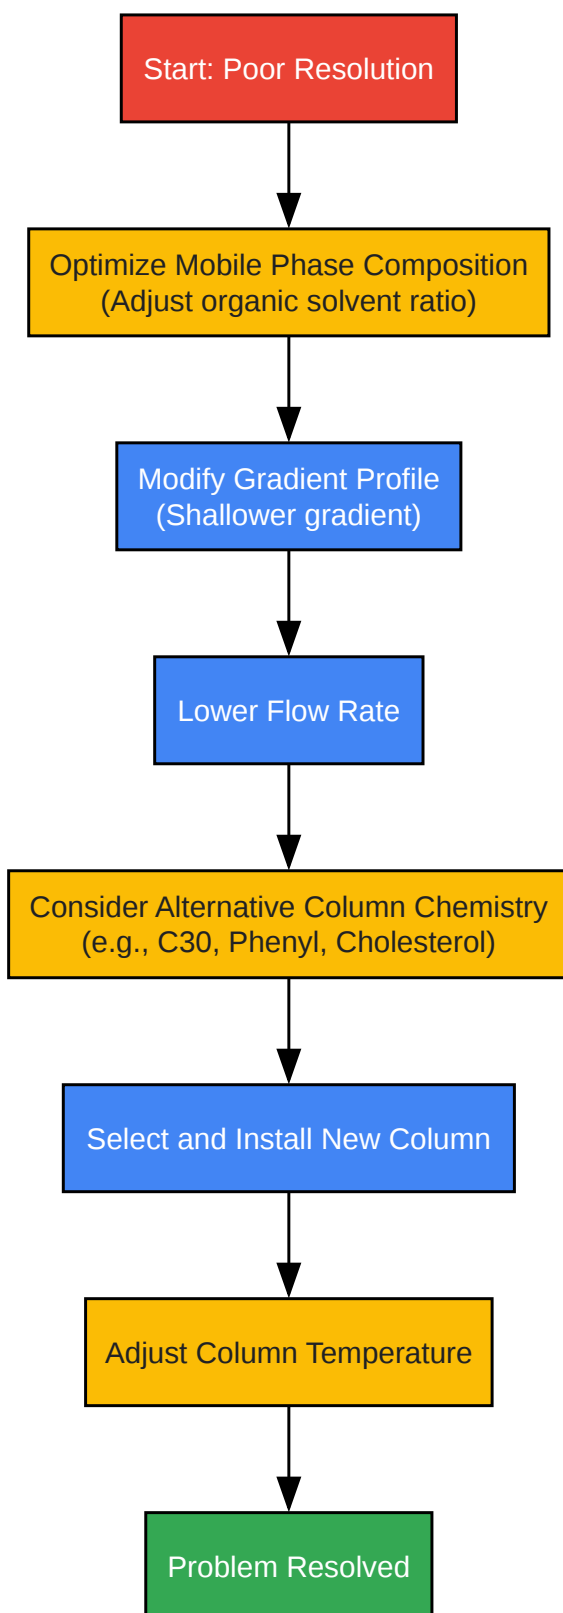 Start: Poor Resolution
Optimize Mobile Phase Composition
(Adjust organic solvent ratio)
Modify Gradient Profile
(Shallower gradient)
Lower Flow Rate
Consider Alternative Column Chemistry
(e.g., C30, Phenyl, Cholesterol)
Select and Install New Column
Adjust Column Temperature
Problem Resolved